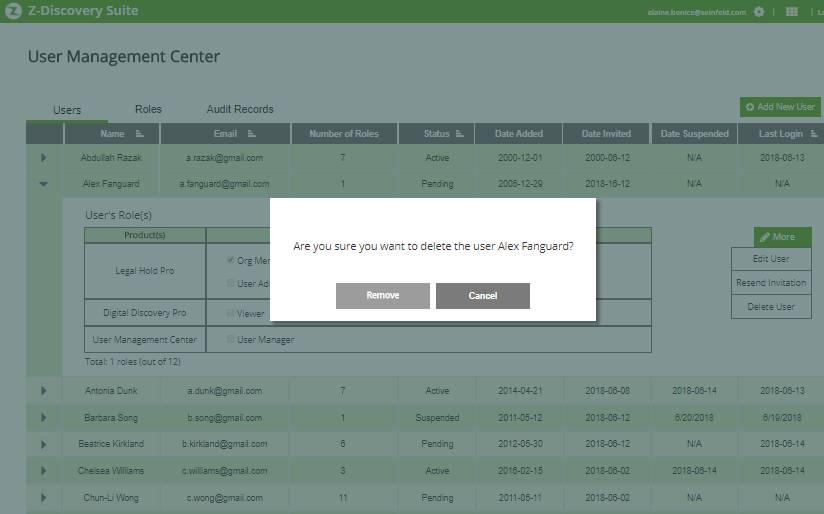 Z-Discovery Suite
elaine.benice@seinfeld.com | | Lo
User Management Center
Users Roles Audit Records
Add New User
Name Email Number of Roles Status Date Added Date Invited Date Suspended Last Login
Abdullah Razak a.razak@gmail.com 7 Active 2000-12-01 2000-06-12 N/A 2018-06-13
Alex Fanguard a.fanguard@gmail.com 1 Pending 2005-12-29 2018-16-12 N/A N/A
User's Role(s)
Product(s)
More
Legal Hold Pro
Org Mem
User Ad
Edit User
Resend Invitation
Delete User
Are you sure you want to delete the user Alex Fanguard?
Remove Cancel
Digital Discovery Pro Viewer
User Management Center User Manager
Total: 1 roles (out of 12)
Antonia Dunk a.dunk@gmail.com 7 Active 2014-04-21 2018-06-08 2018-06-14 2018-06-13
Barbara Song b.song@gmail.com 1 Suspended 2011-05-12 2018-06-12 6/20/2018 6/19/2018
Beatrice Kirkland b.kirkland@gmail.com 6 Pending 2012-05-30 2018-06-12 N/A 2018-06-14
Chelsea Williams c.williams@gmail.com 3 Active 2016-02-15 2018-06-02 2018-06-14 2018-06-14
Chun-Li Wong c.wong@gmail.com 11 Pending 2011-05-11 2018-06-02 N/A N/A